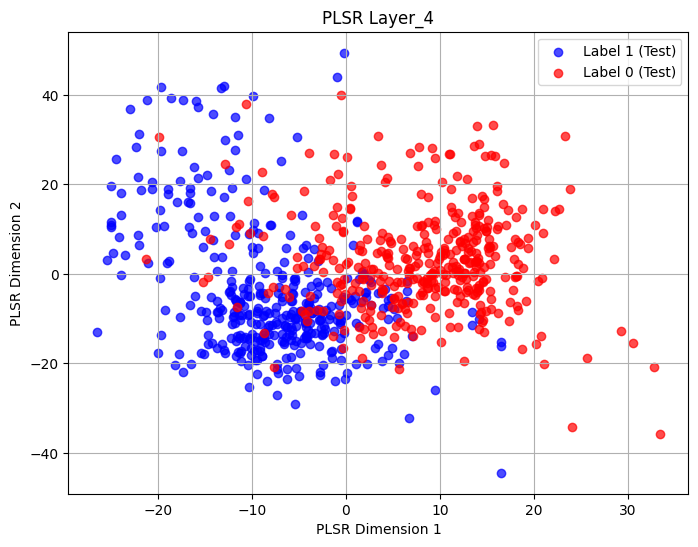 PLSR Layer_4
Label 1 (Test)
Label 0 (Test)
PLSR Dimension 2
40
20
0
−20
−40
−20
−10
0
10
20
30
PLSR Dimension 1